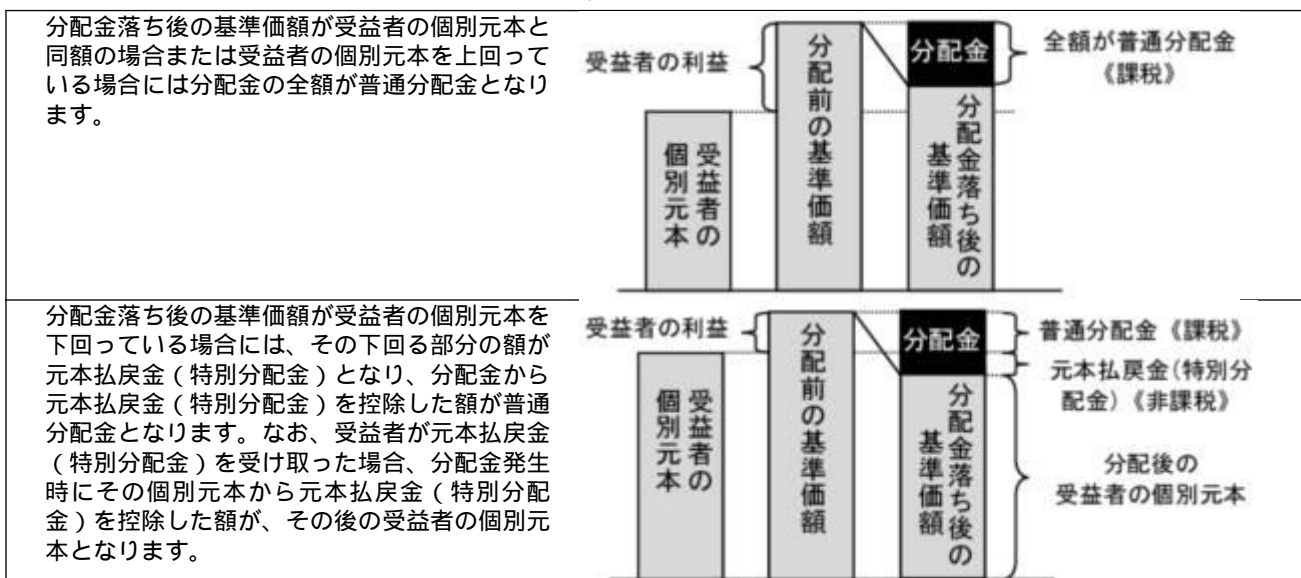 分配金落ち後の基準価額が受益者の個別元本と
同額の場合または受益者の個別元本を上回って
いる場合には分配金の全額が普通分配金となり
ます。
受益者の利益
受益者の
個別元本
分配前の基準価額
分配金
分配金落ち後の
基準価額
全額が普通分配金
《課税》
分配金落ち後の基準価額が受益者の個別元本を
下回っている場合には、その下回る部分の額が
元本払戻金（特別分配金）となり、分配金から
元本払戻金（特別分配金）を控除した額が普通
分配金となります。なお、受益者が元本払戻金
（特別分配金）を受け取った場合、分配金発生
時にその個別元本から元本払戻金（特別分配
金）を控除した額が、その後の受益者の個別元
本となります。
受益者の利益
受益者の
個別元本
分配前の基準価額
分配金
分配金落ち後の
基準価額
普通分配金《課税》
元本払戻金(特別分
配金)《非課税》
分配後の
受益者の個別元本